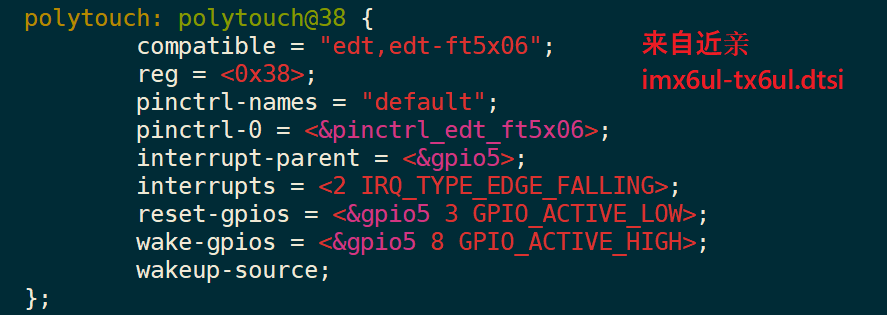 polytouch: polytouch@38 {
compatible = "edt,edt-ft5x06";
reg = <0x38>;
pinctrl-names = "default";
pinctrl-0 = <&pinctrl_edt_ft5x06>;
interrupt-parent = <&gpio5>;
interrupts = <2 IRQ_TYPE_EDGE_FALLING>;
reset-gpios = <&gpio5 3 GPIO_ACTIVE_LOW>;
wake-gpios = <&gpio5 8 GPIO_ACTIVE_HIGH>;
wakeup-source;
};
来自近亲
imx6ul-tx6ul.dtsi